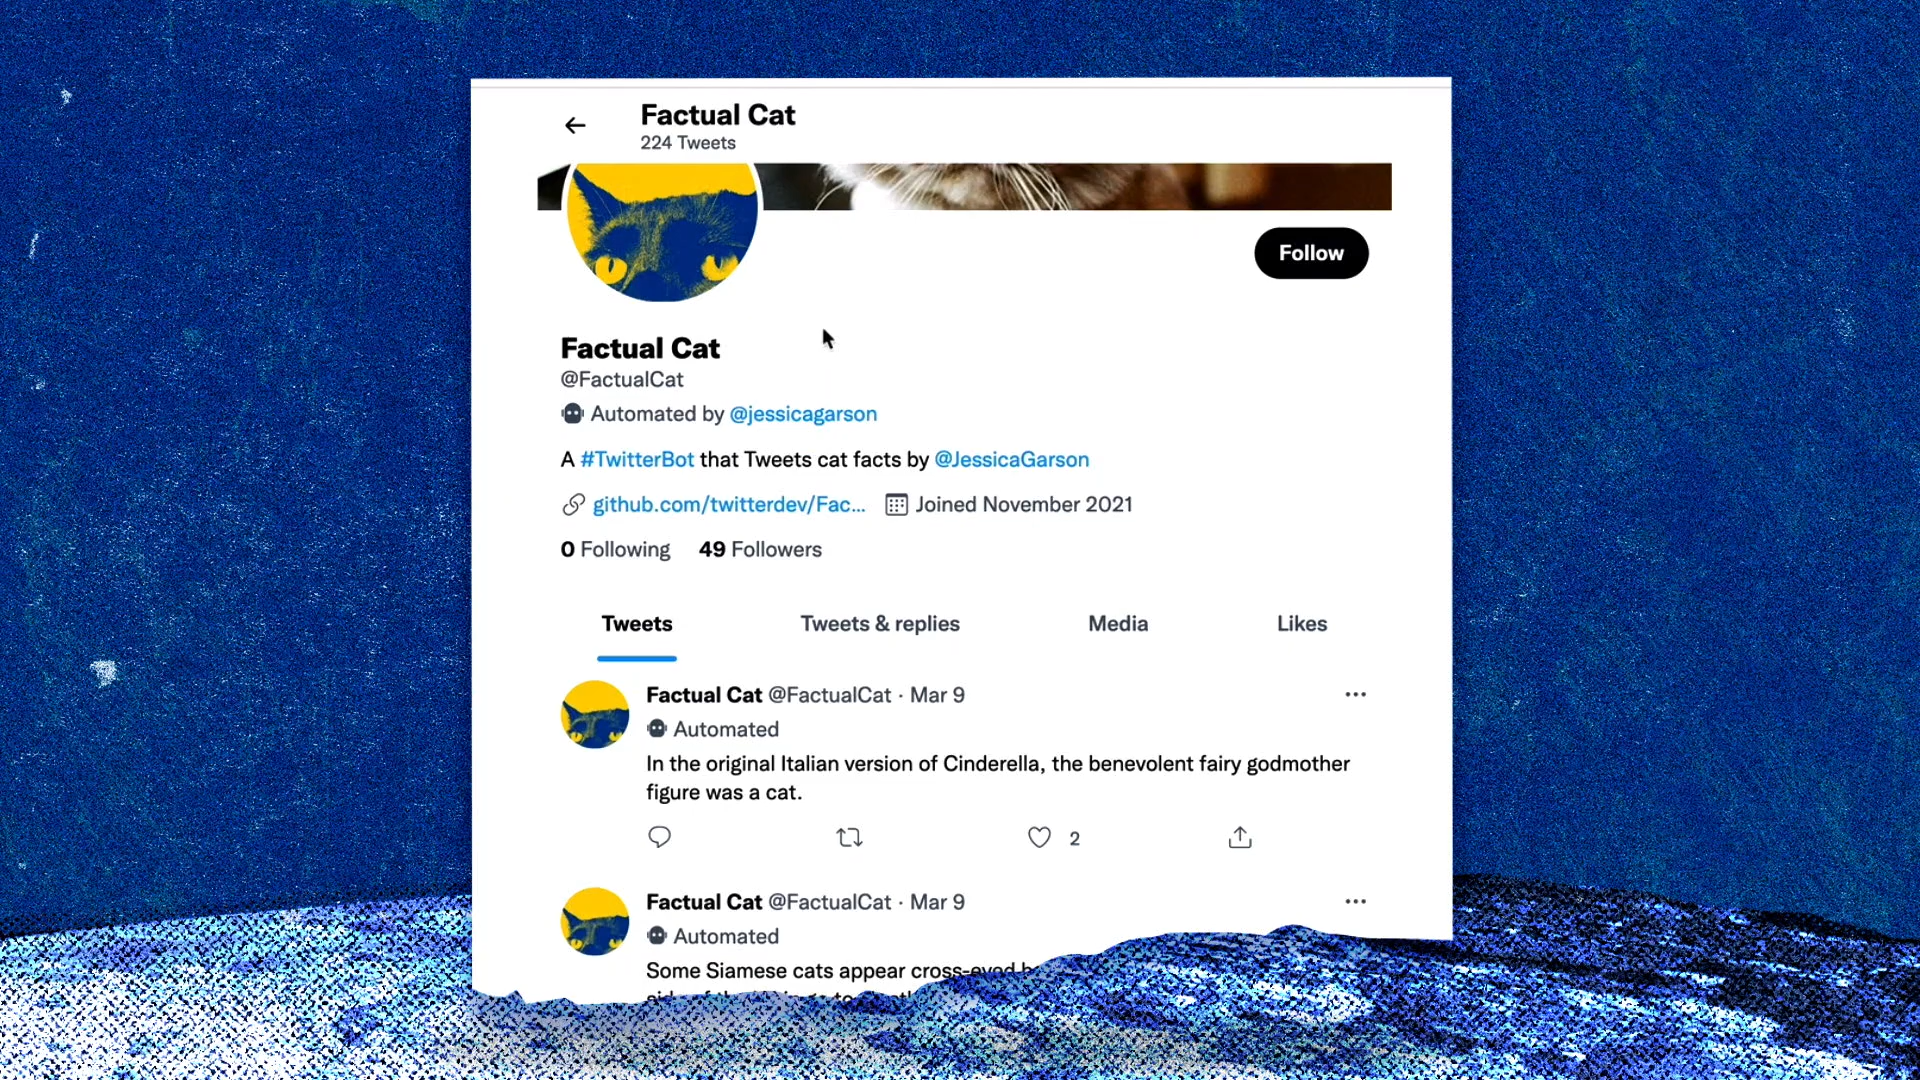 Factual Cat
224 Tweets
Follow
Factual Cat
@FactualCat
Automated by @jessicagarson
A #TwitterBot that Tweets cat facts by @JessicaGarson
github.com/twitterdev/Fac... Joined November 2021
0 Following 49 Followers
Tweets Tweets & replies Media Likes
Factual Cat @FactualCat · Mar 9
Automated
In the original Italian version of Cinderella, the benevolent fairy godmother
figure was a cat.
2
Factual Cat @FactualCat · Mar 9
Automated
Some Siamese cats appear cross-eyed